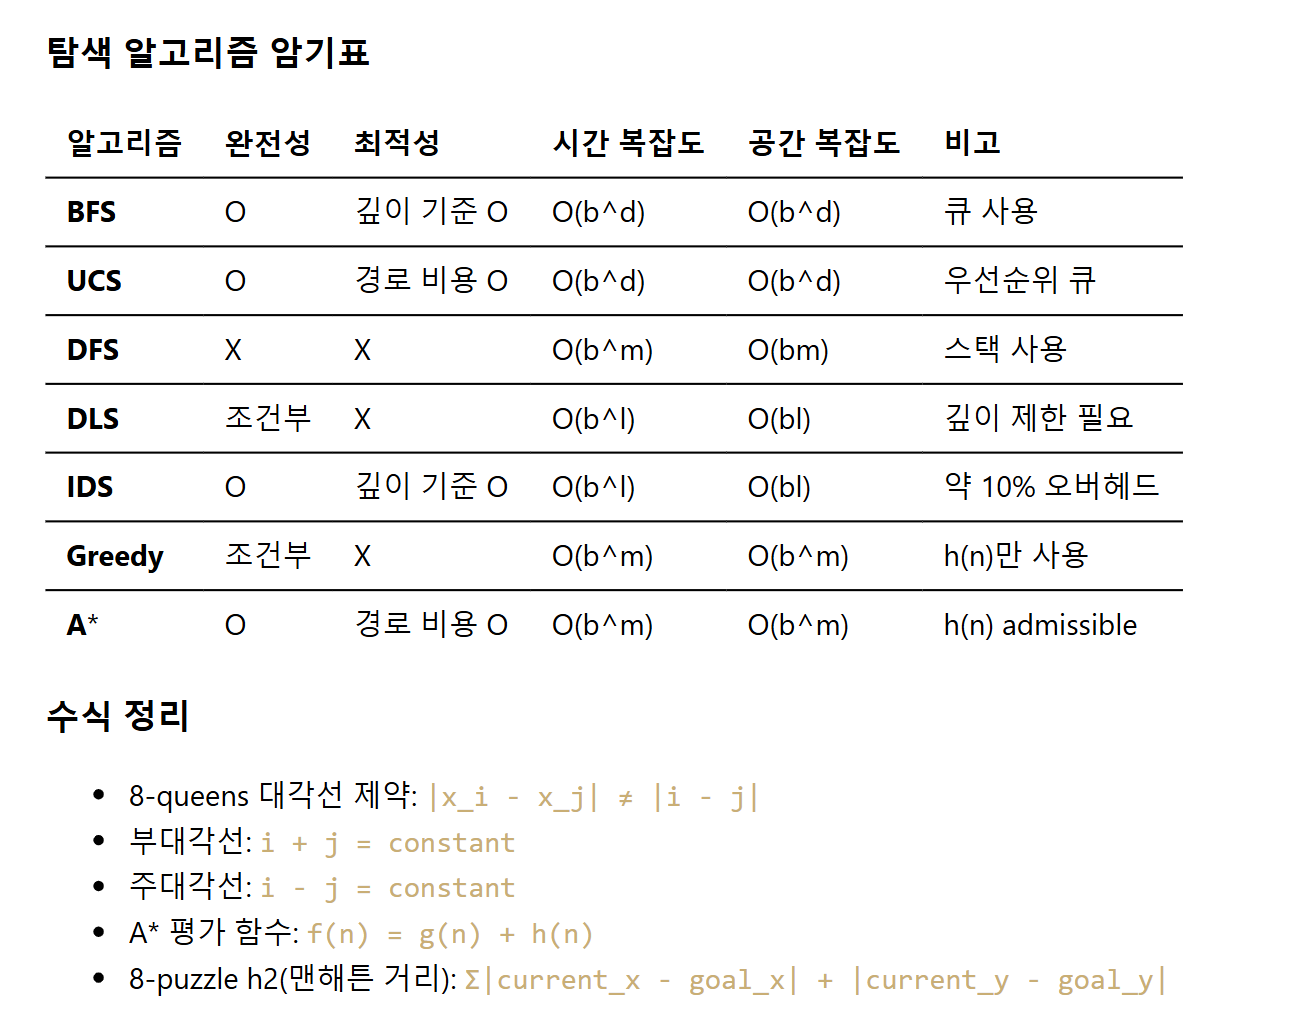 탐색 알고리즘 암기표
알고리즘 완전성 최적성 시간 복잡도 공간 복잡도 비고
BFS O 깊이 기준 O O(b^d) O(b^d) 큐 사용
UCS O 경로 비용 O O(b^d) O(b^d) 우선순위 큐
DFS X X O(b^m) O(bm) 스택 사용
DLS 조건부 X O(b^l) O(bl) 깊이 제한 필요
IDS O 깊이 기준 O O(b^l) O(bl) 약 10% 오버헤드
Greedy 조건부 X O(b^m) O(b^m) h(n)만 사용
A* O 경로 비용 O O(b^m) O(b^m) h(n) admissible
수식 정리
• 8-queens 대각선 제약: |x_i - x_j| ≠ |i - j|
• 부대각선: i + j = constant
• 주대각선: i - j = constant
• A* 평가 함수: f(n) = g(n) + h(n)
• 8-puzzle h2(맨해튼 거리): Σ|current_x - goal_x| + |current_y - goal_y|